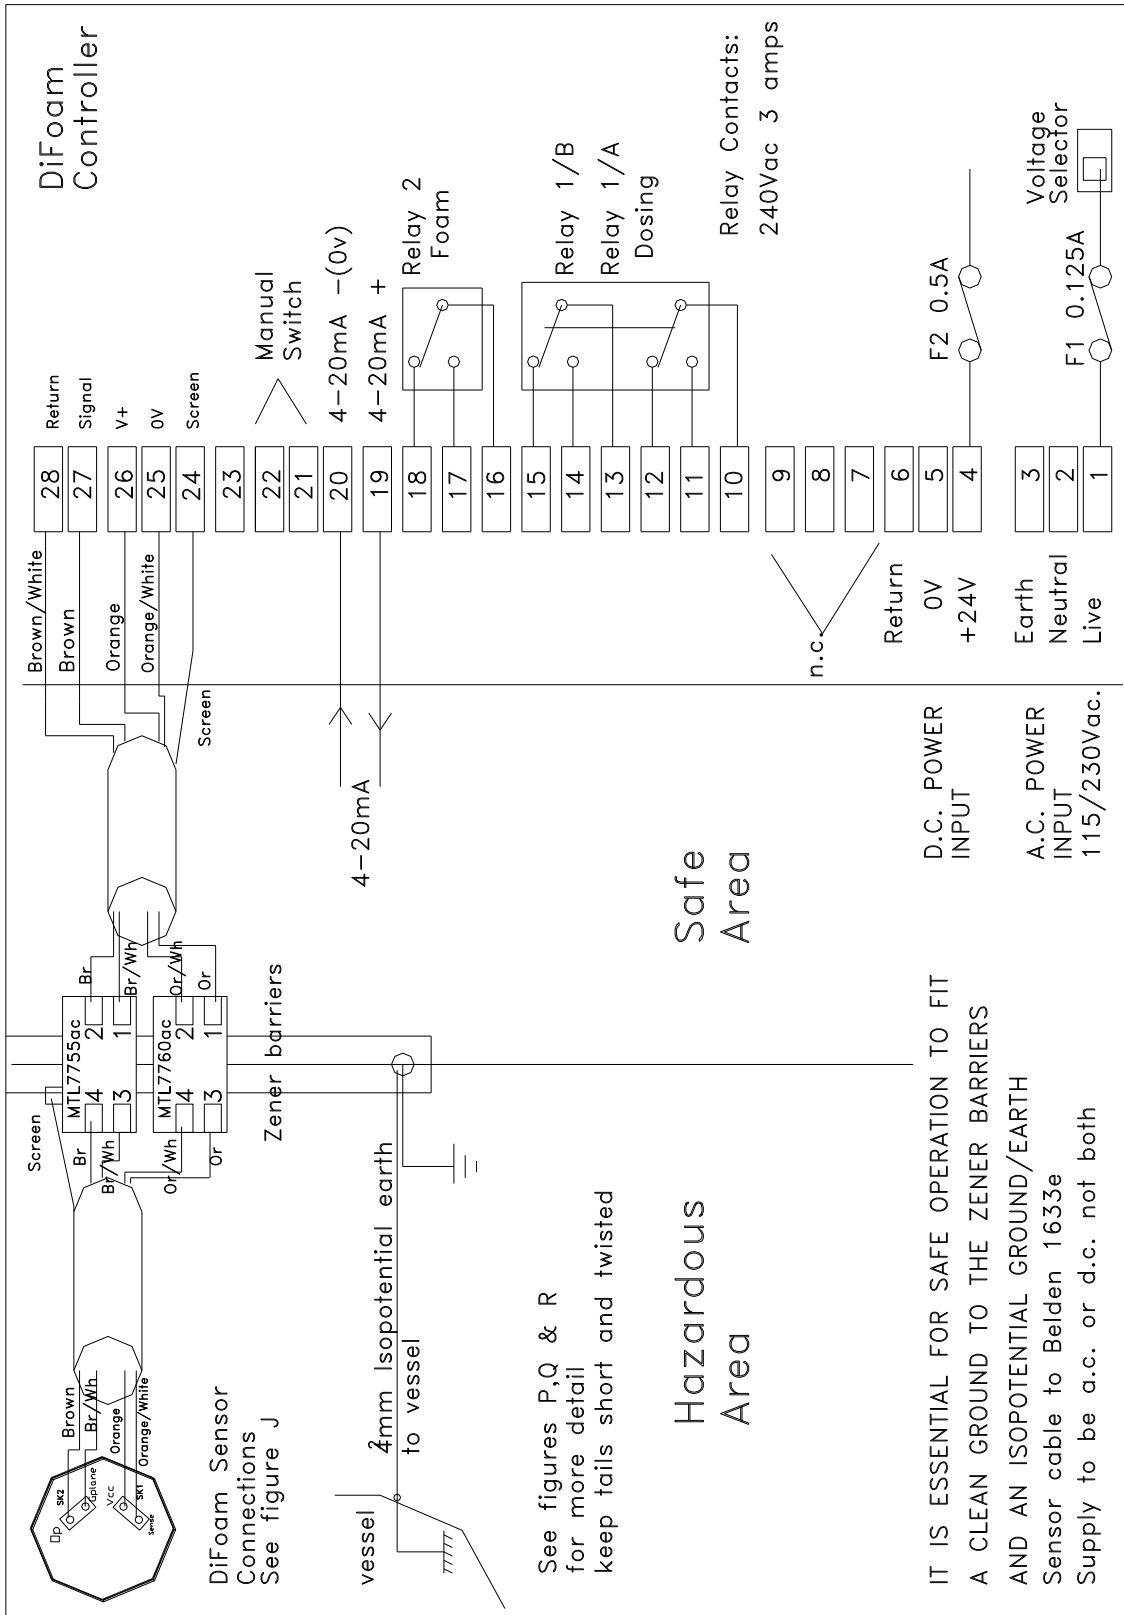 DiFoam
Controller
Brown/White
28
Return
Brown
27
Signal
Orange
26
V+
Orange/White
25
0V
Screen
24
Screen
23
22
21
Manual
Switch
20
4-20mA -(0v)
19
4-20mA +
4-20mA
18
17
16
Relay 2
Foam
15
14
13
12
11
10
Relay 1/B
Relay 1/A
Dosing
Relay Contacts:
240Vac 3 amps
9
8
7
n.c.
6
Return
5
0V
4
+24V
F2 0.5A
D.C. POWER
INPUT
3
Earth
2
Neutral
1
Live
F1 0.125A
Voltage
Selector
A.C. POWER
INPUT
115/230Vac.
Screen
MTL7755ac
4
2
3
1
Br
Br/Wh
Br
Br/Wh
MTL7760ac
4
2
3
1
Or/Wh
Or
Or/Wh
Or
Zener barriers
Brown
Br/Wh
Orange
Orange/White
SK2
Op
Gplane
Vcc
SK1
Sense
DiFoam Sensor
Connections
See figure J
4mm2 Isopotential earth
to vessel
vessel
See figures P,Q & R
for more detail
keep tails short and twisted
Hazardous
Area
Safe
Area
IT IS ESSENTIAL FOR SAFE OPERATION TO FIT
A CLEAN GROUND TO THE ZENER BARRIERS
AND AN ISOPOTENTIAL GROUND/EARTH
Sensor cable to Belden 1633e
Supply to be a.c. or d.c. not both